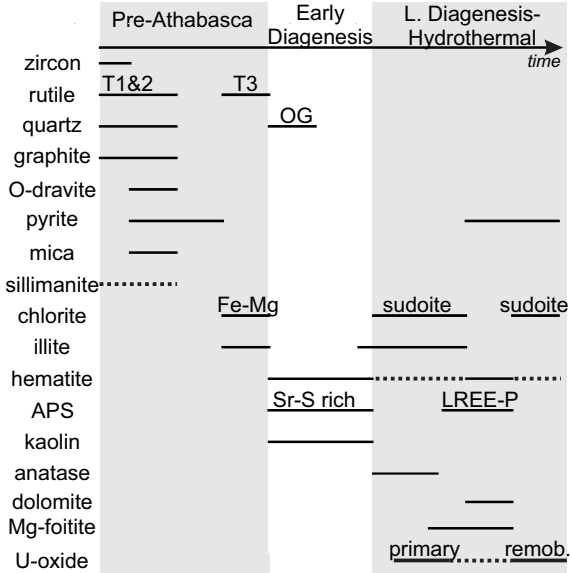 Pre-Athabasca
Early
Diagenesis
L. Diagenesis-
Hydrothermal
time
zircon
rutile T1&2 T3
quartz OG
graphite
O-dravite
pyrite
mica
sillimanite
chlorite Fe-Mg sudoite sudoite
illite
hematite
APS Sr-S rich LREE-P
kaolin
anatase
dolomite
Mg-foitite
U-oxide primary remob.